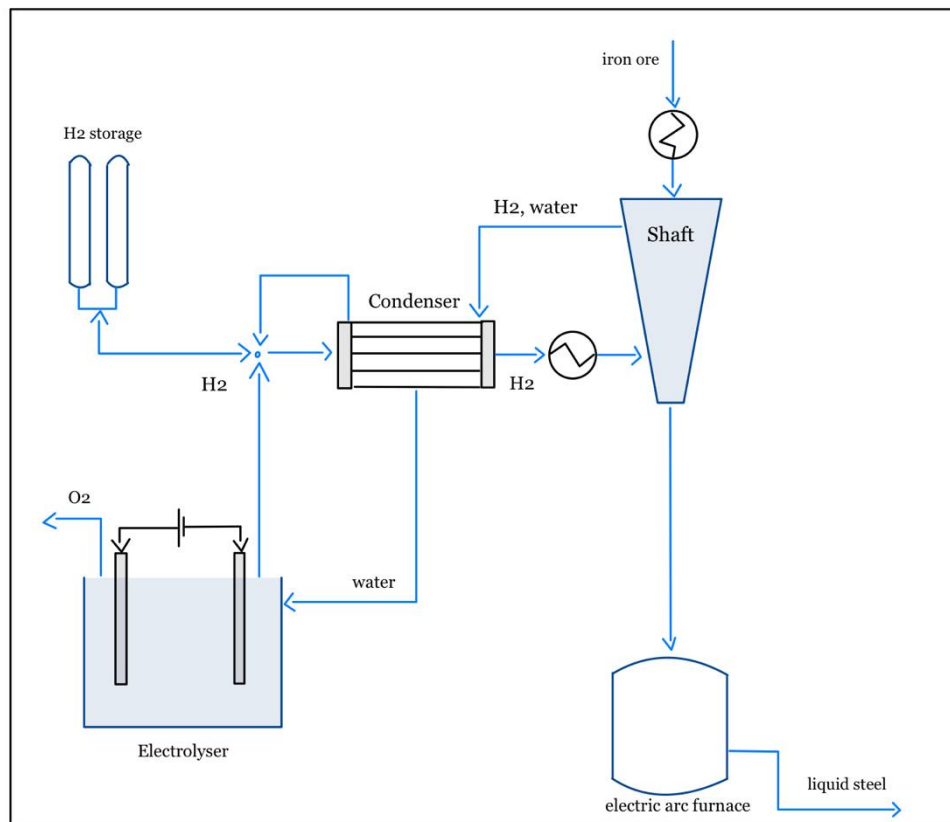 iron ore
H2 storage
H2, water
Shaft
Condenser
H2
H2
O2
water
Electrolyser
liquid steel
electric arc furnace